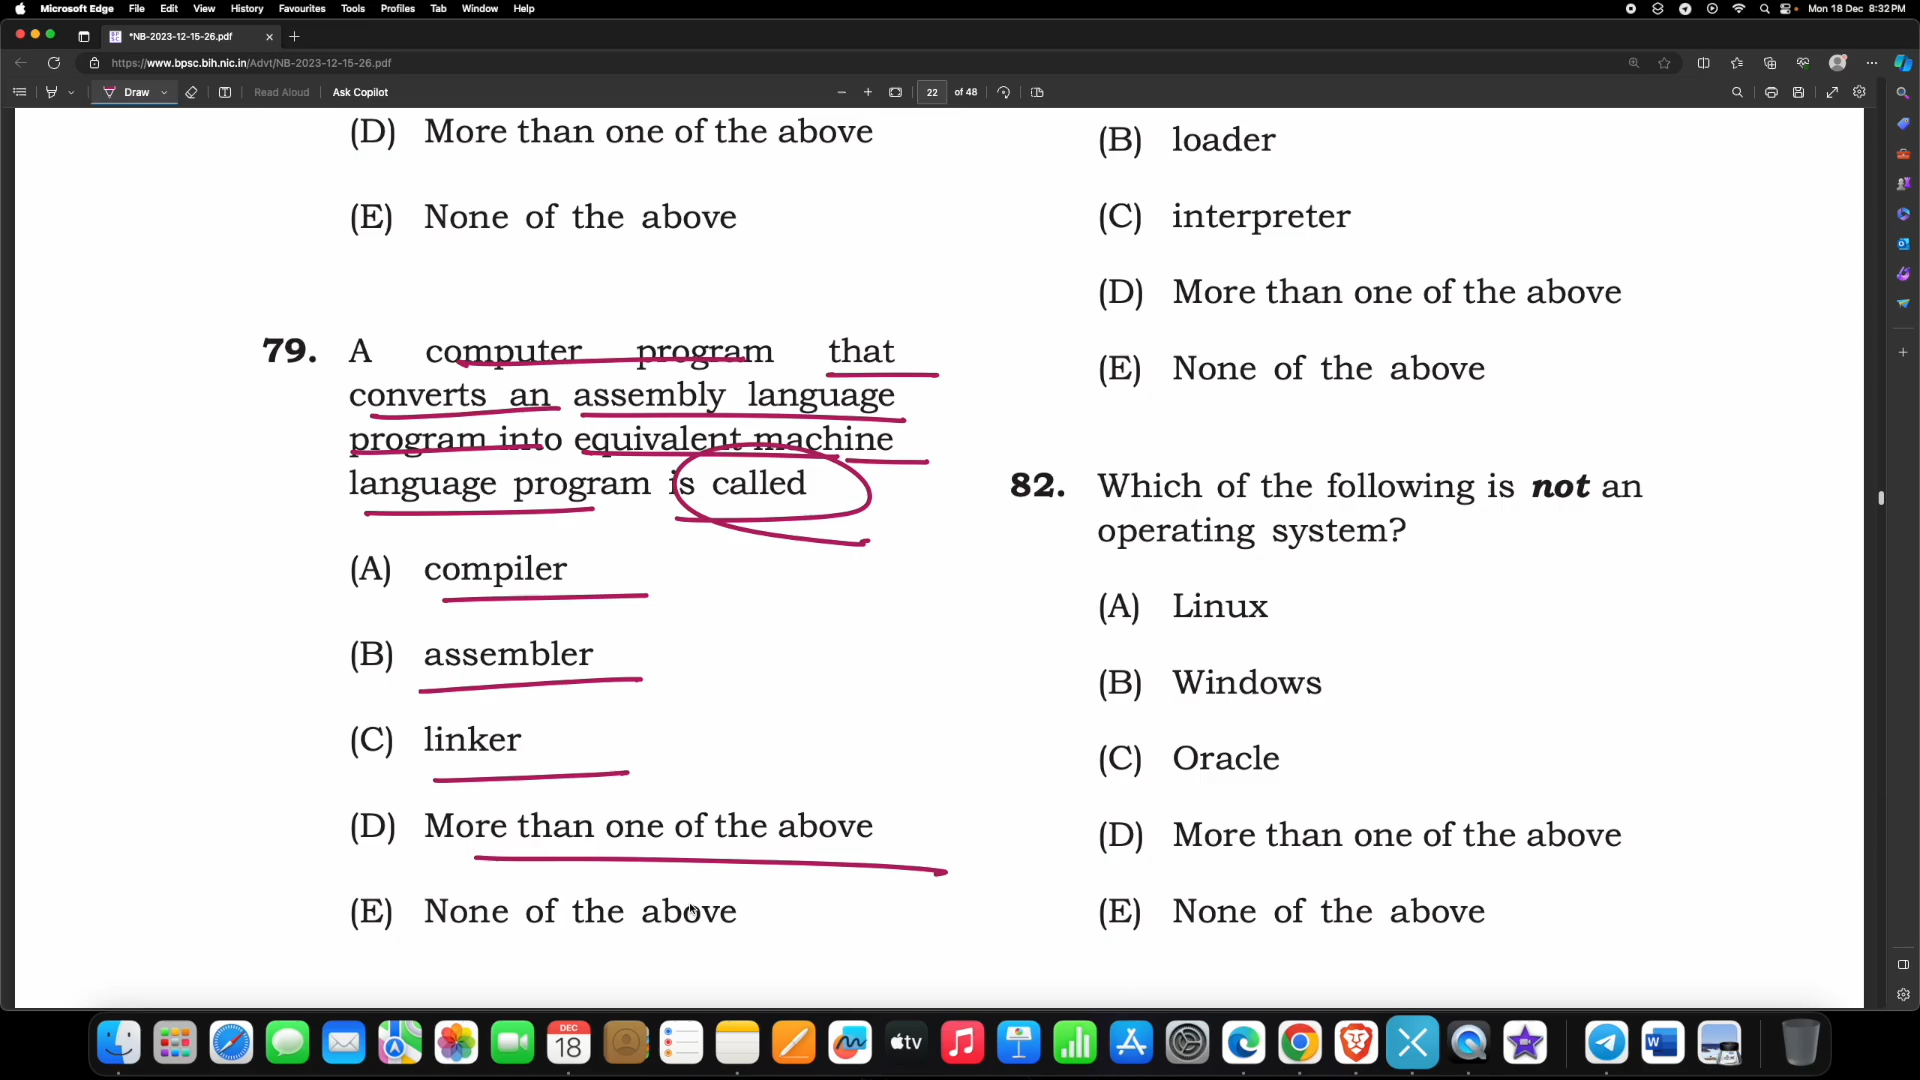 Microsoft Edge File Edit View History Favourites Tools Profiles Tab Window Help
Mon 18 Dec 8:32 PM
*NB-2023-12-15-26.pdf
https://www.bpsc.bih.nic.in/Advt/NB-2023-12-15-26.pdf
Draw Read Aloud Ask Copilot 22 of 48
(D) More than one of the above
(E) None of the above
79. A computer program that
converts an assembly language
program into equivalent machine
language program is called
(A) compiler
(B) assembler
(C) linker
(D) More than one of the above
(E) None of the above
(B) loader
(C) interpreter
(D) More than one of the above
(E) None of the above
82. Which of the following is not an
operating system?
(A) Linux
(B) Windows
(C) Oracle
(D) More than one of the above
(E) None of the above
DEC
18
tv
W